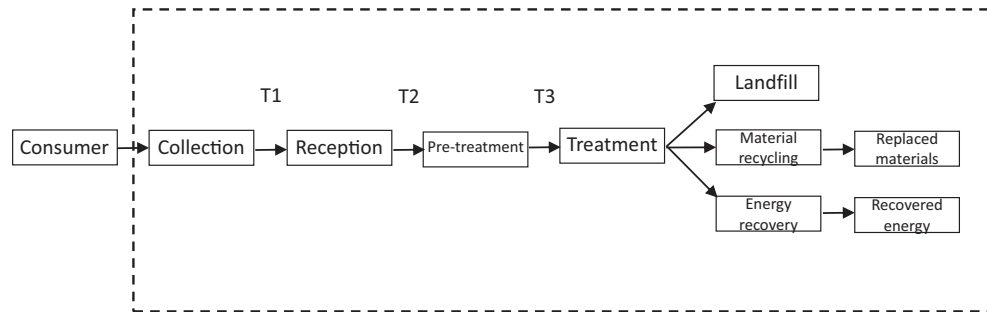 T1
T2
T3
Consumer
Collection
Reception
Pre-treatment
Treatment
Landfill
Material
recycling
Replaced
materials
Energy
recovery
Recovered
energy